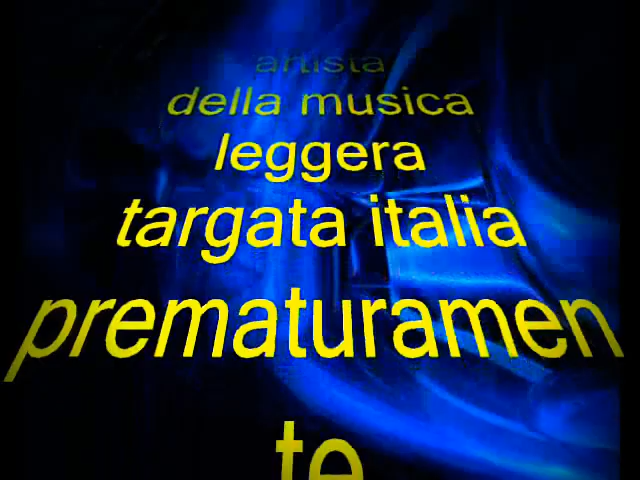 artista
della musica
leggera
targata italia
prematuramen
te